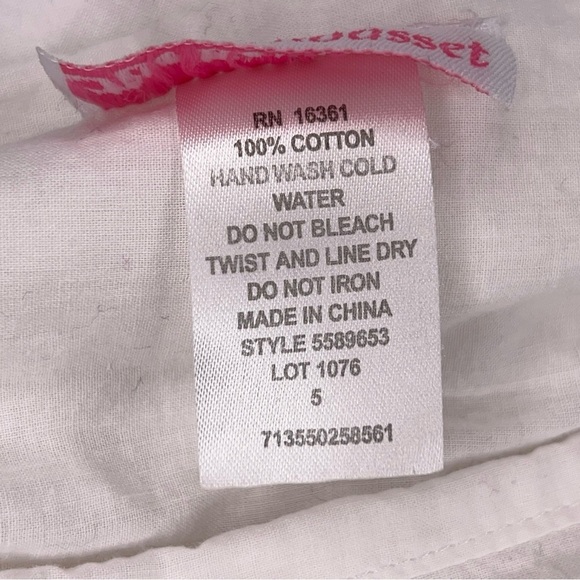 RN 16361
100% COTTON
HAND WASH COLD
WATER
DO NOT BLEACH
TWIST AND LINE DRY
DO NOT IRON
MADE IN CHINA
STYLE 5589653
LOT 1076
5
713550258561